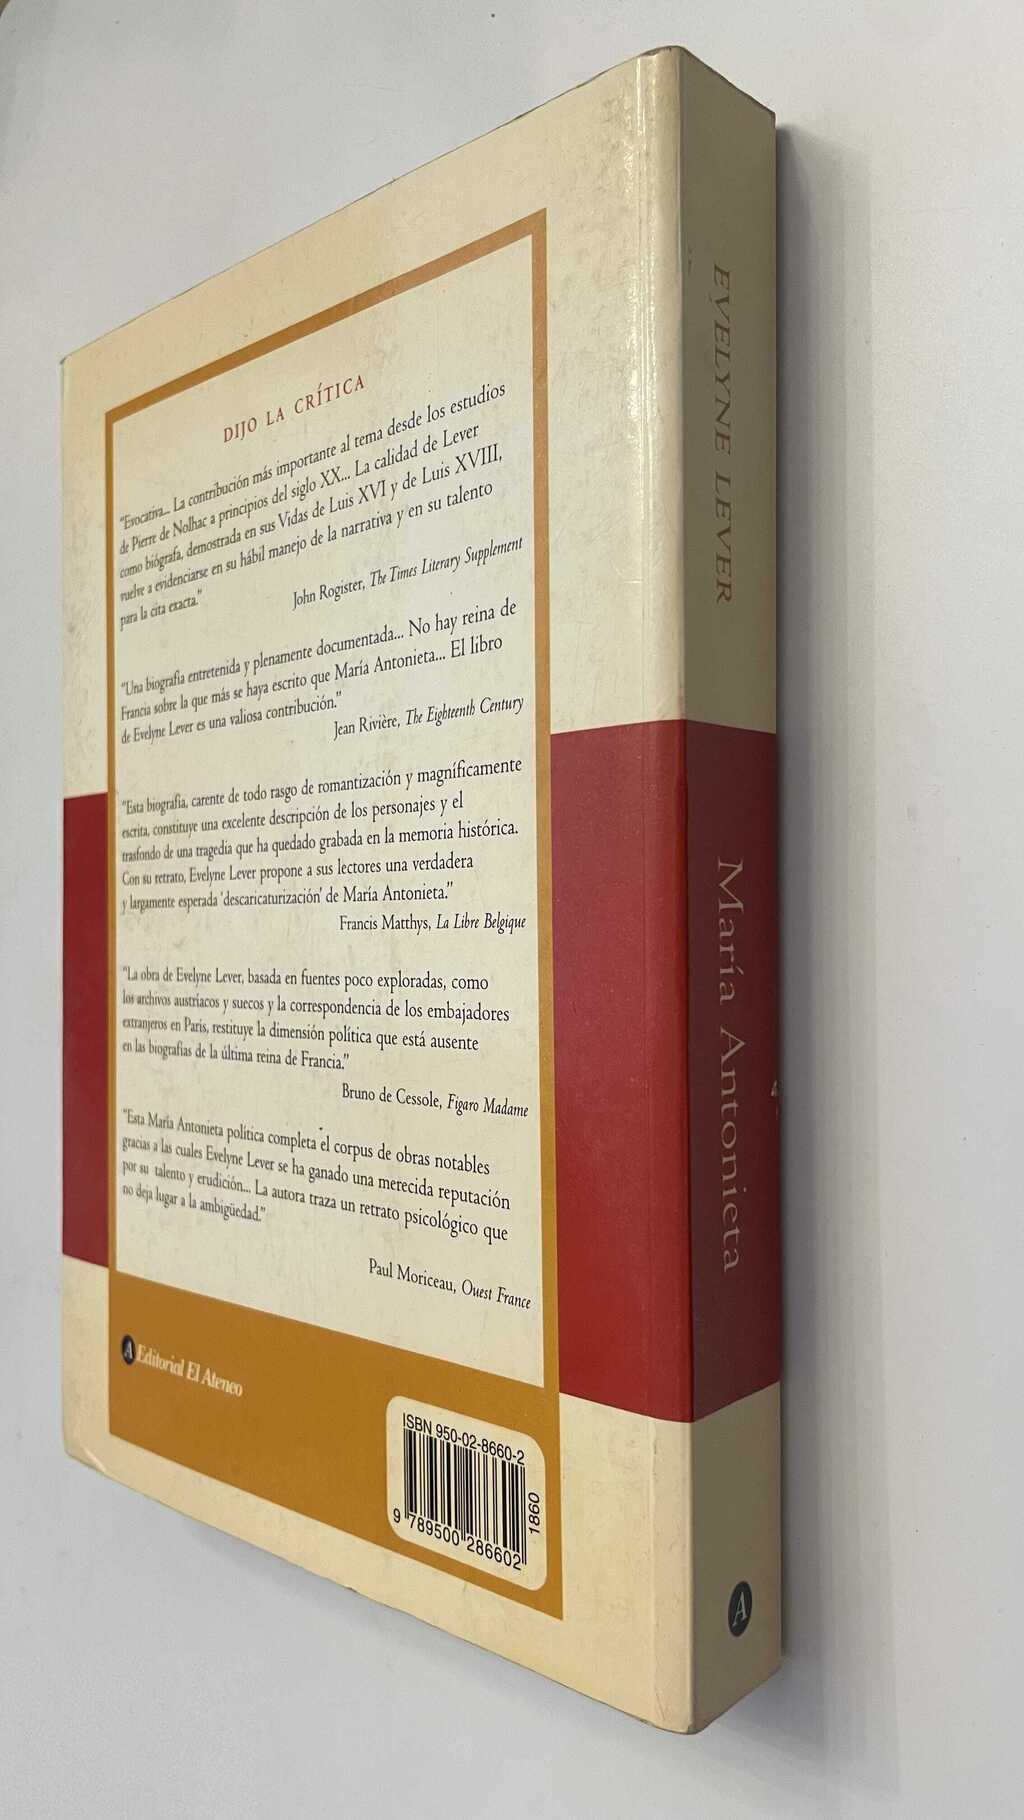 DIJO LA CRÍTICA
"Evocativa... La contribución más importante al tema desde los estudios
de Pierre de Nolhac a principios del siglo XX... La calidad de Lever
como biógrafa, demostrada en sus Vidas de Luis XVI y de Luis XVIII,
vuelve a evidenciarse en su hábil manejo de la narrativa y en su talento
para la cita exacta."
John Rogister, The Times Literary Supplement
"Una biografía entretenida y plenamente documentada... No hay reina de
Francia sobre la que más se haya escrito que María Antonieta... El libro
de Evelyne Lever es una valiosa contribución."
Jean Rivière, The Eighteenth Century
"Esta biografía, carente de todo rasgo de romantización y magníficamente
escrita, constituye una excelente descripción de los personajes y el
trasfondo de una tragedia que ha quedado grabada en la memoria histórica.
Con su retrato, Evelyne Lever propone a sus lectores una verdadera
y largamente esperada 'descaricaturización' de María Antonieta."
Francis Matthys, La Libre Belgique
"La obra de Evelyne Lever, basada en fuentes poco exploradas, como
los archivos austríacos y suecos y la correspondencia de los embajadores
extranjeros en París, restituye la dimensión política que está ausente
en las biografías de la última reina de Francia."
Bruno de Cessole, Figaro Madame
"Esta María Antonieta política completa el corpus de obras notables
gracias a las cuales Evelyne Lever se ha ganado una merecida reputación
por su talento y erudición... La autora traza un retrato psicológico que
no deja lugar a la ambigüedad."
Paul Moriceau, Ouest France
A Editorial El Ateneo
ISBN 950-02-8660-2
9 789500 286602
1860
EVELYNE LEVER
María Antonieta
A